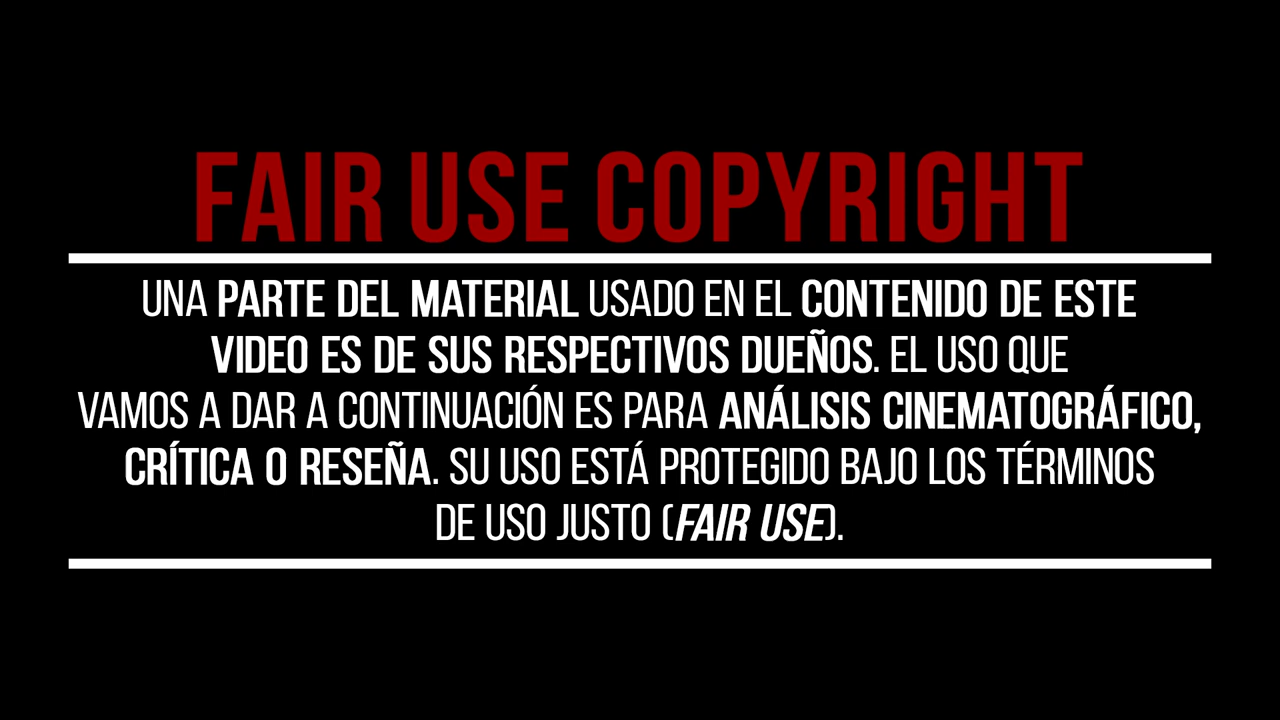 FAIR USE COPYRIGHT
UNA PARTE DEL MATERIAL USADO EN EL CONTENIDO DE ESTE
VIDEO ES DE SUS RESPECTIVOS DUEÑOS. EL USO QUE
VAMOS A DAR A CONTINUACIÓN ES PARA ANÁLISIS CINEMATOGRÁFICO,
CRÍTICA O RESEÑA. SU USO ESTÁ PROTEGIDO BAJO LOS TÉRMINOS
DE USO JUSTO (FAIR USE).